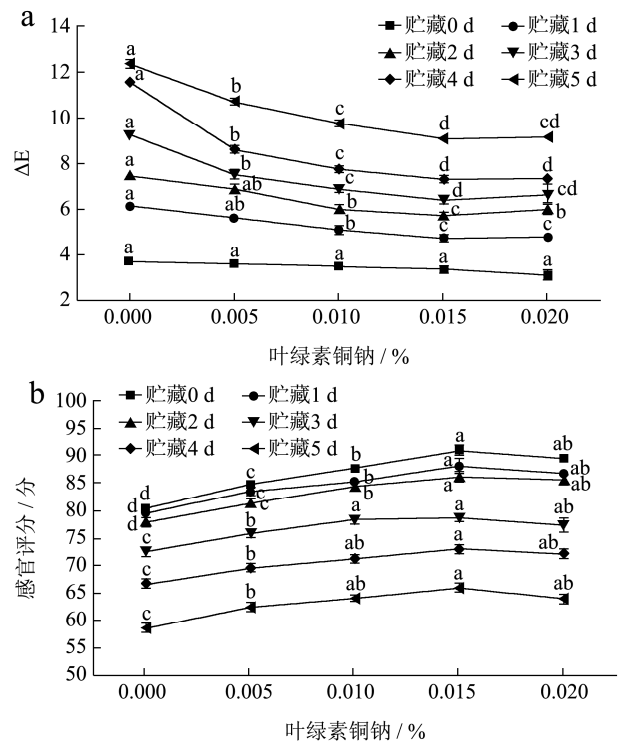 a
贮藏0 d
贮藏1 d
贮藏2 d
贮藏3 d
贮藏4 d
贮藏5 d
14
12
10
8
6
4
2
ΔE
a b c d cd
a b c d d
a b c d cd
a ab b c b
a ab b c c
a a a a a
0.000 0.005 0.010 0.015 0.020
叶绿素铜钠 / %
b
贮藏0 d
贮藏1 d
贮藏2 d
贮藏3 d
贮藏4 d
贮藏5 d
100
95
90
85
80
75
70
65
60
55
50
感官评分 / 分
d c b a ab
d c b a ab
d c b a ab
c b a a ab
c b ab a ab
c b ab a ab
0.000 0.005 0.010 0.015 0.020
叶绿素铜钠 / %